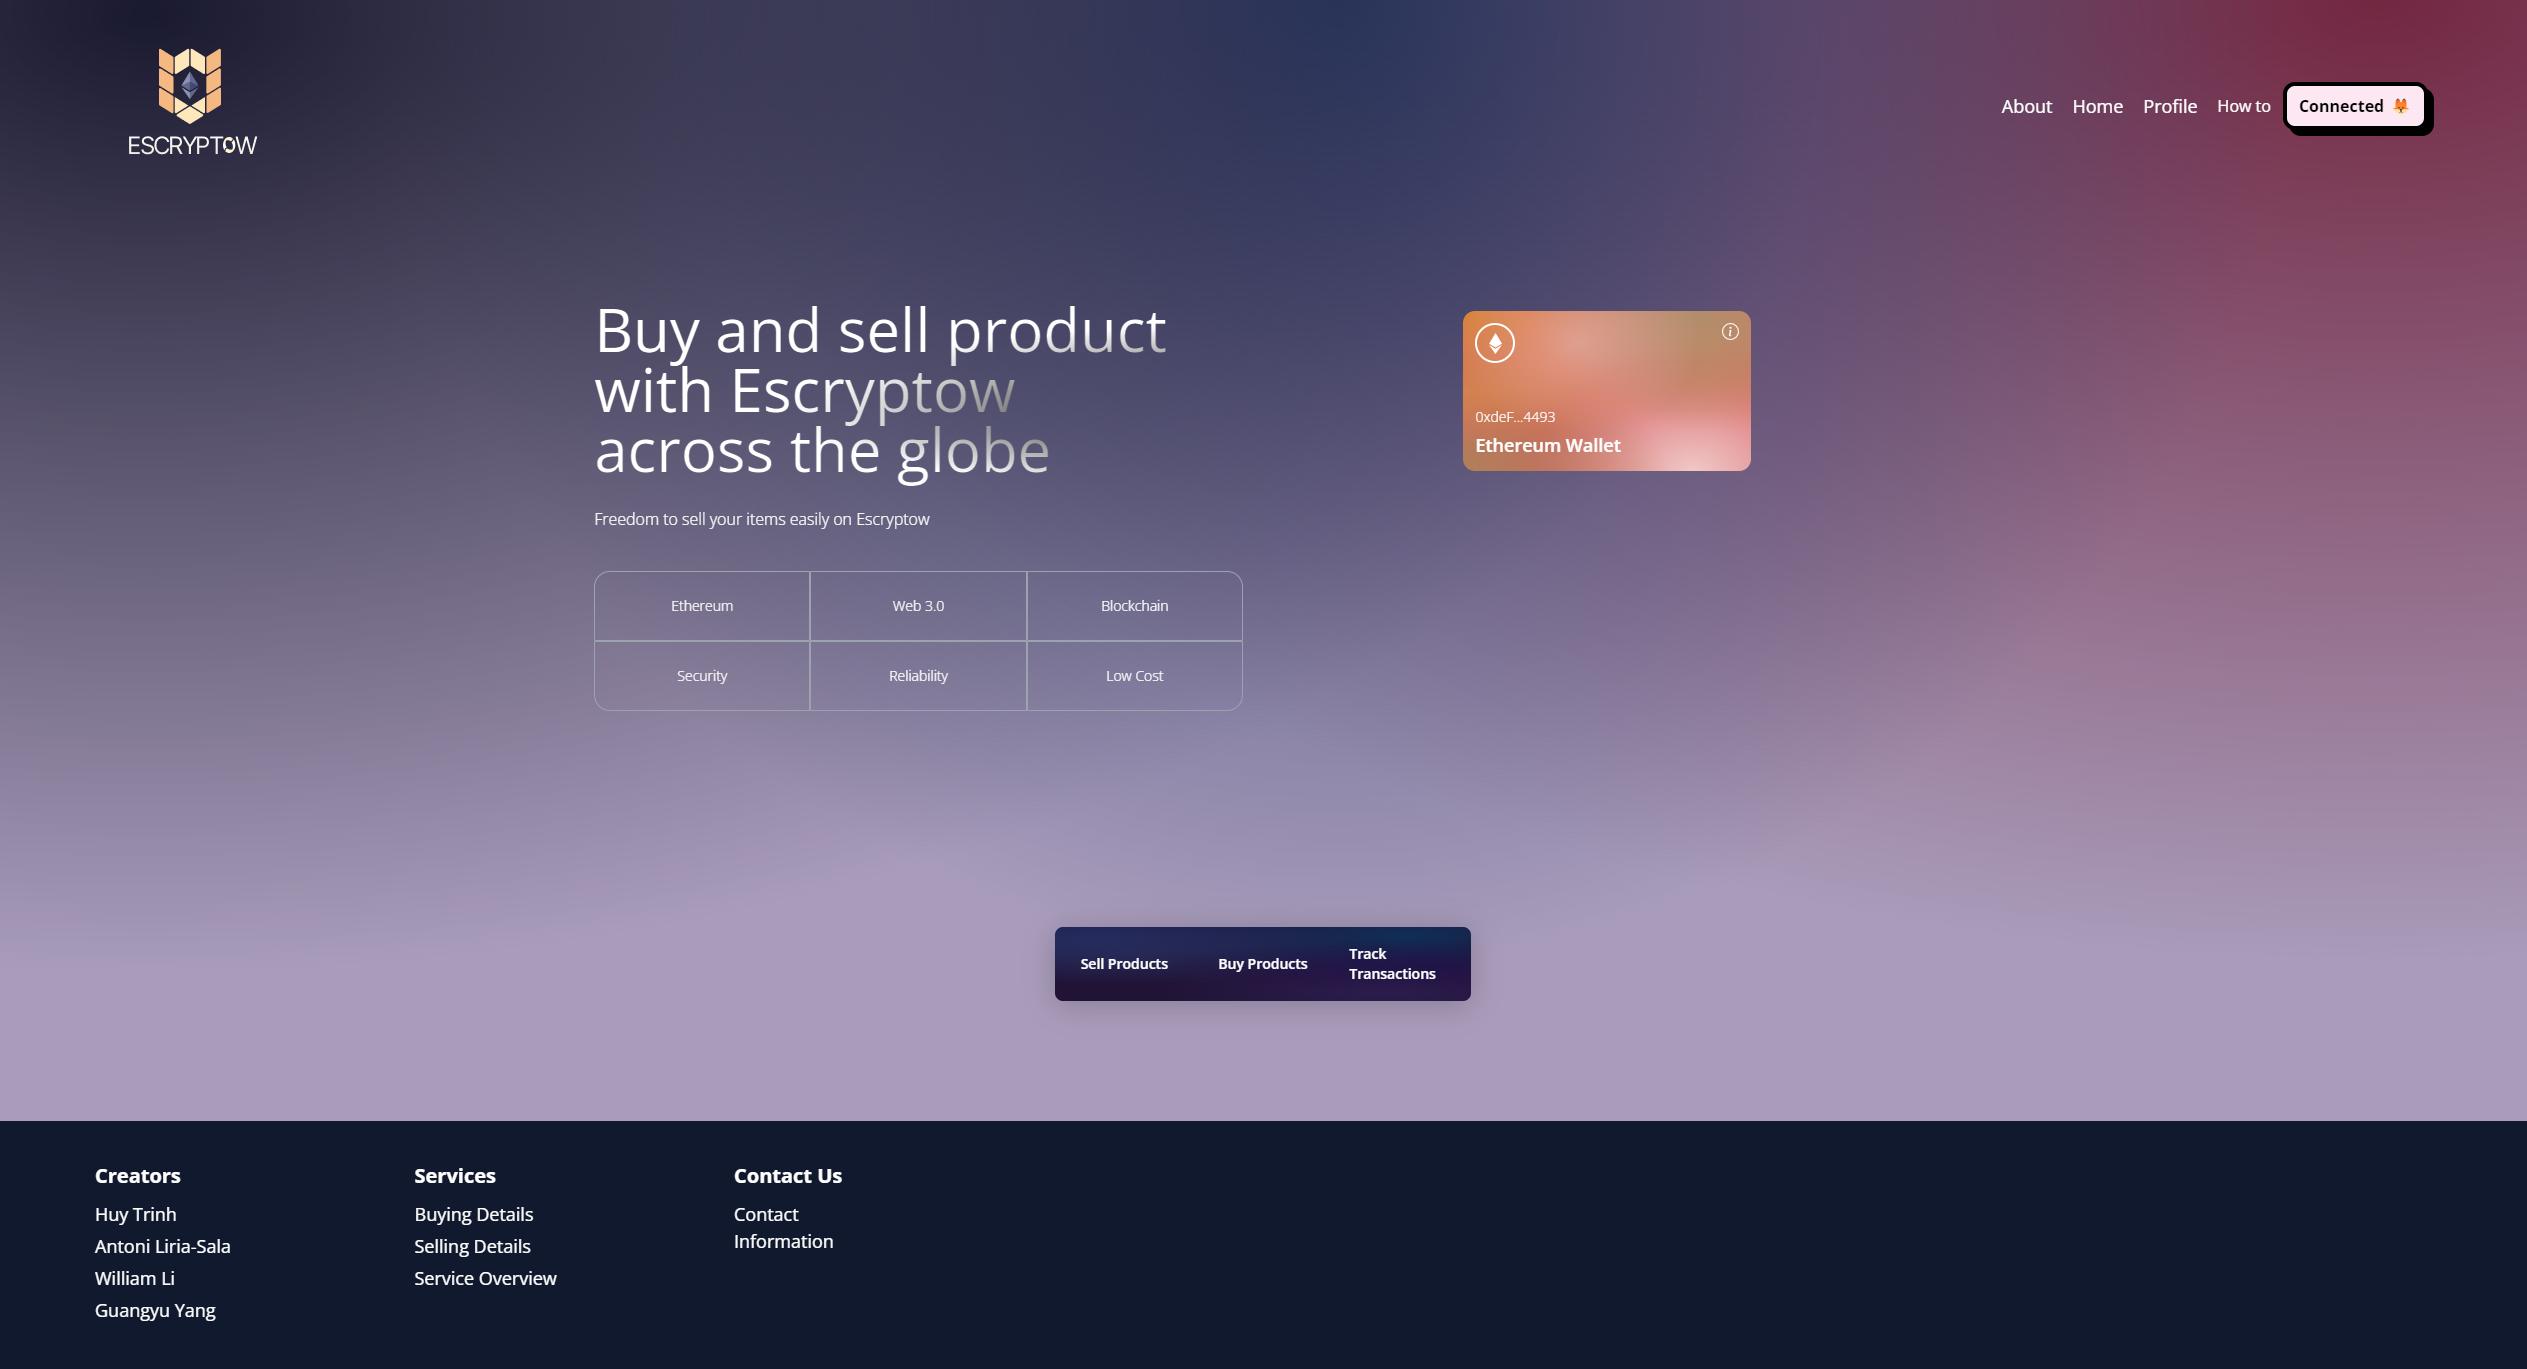 ESCRYPTOW
About
Home
Profile
How to
Connected
Buy and sell product
with Escryptow
across the globe
Freedom to sell your items easily on Escryptow
0xdeF...4493
Ethereum Wallet
Ethereum
Web 3.0
Blockchain
Security
Reliability
Low Cost
Sell Products
Buy Products
Track
Transactions
Creators
Huy Trinh
Antoni Liria-Sala
William Li
Guangyu Yang
Services
Buying Details
Selling Details
Service Overview
Contact Us
Contact
Information